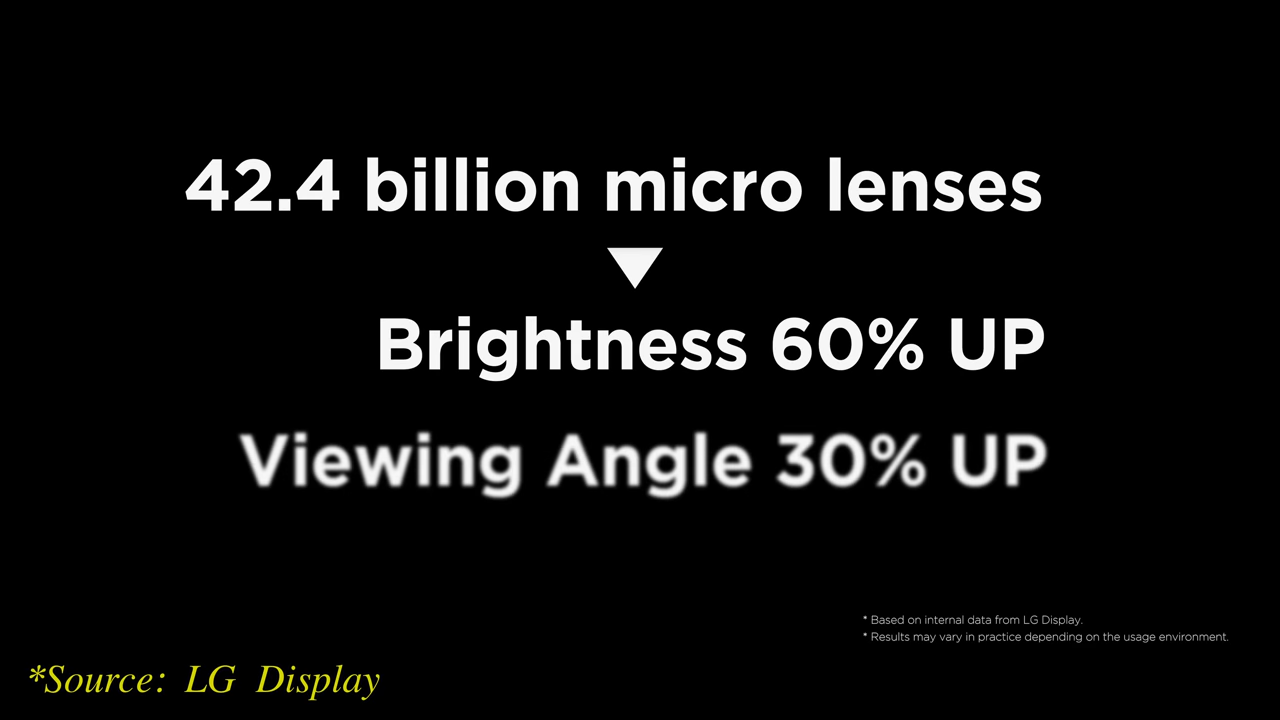 42.4 billion micro lenses
Brightness 60% UP
Viewing Angle 30% UP
* Based on internal data from LG Display.
* Results may vary in practice depending on the usage environment.
*Source: LG Display